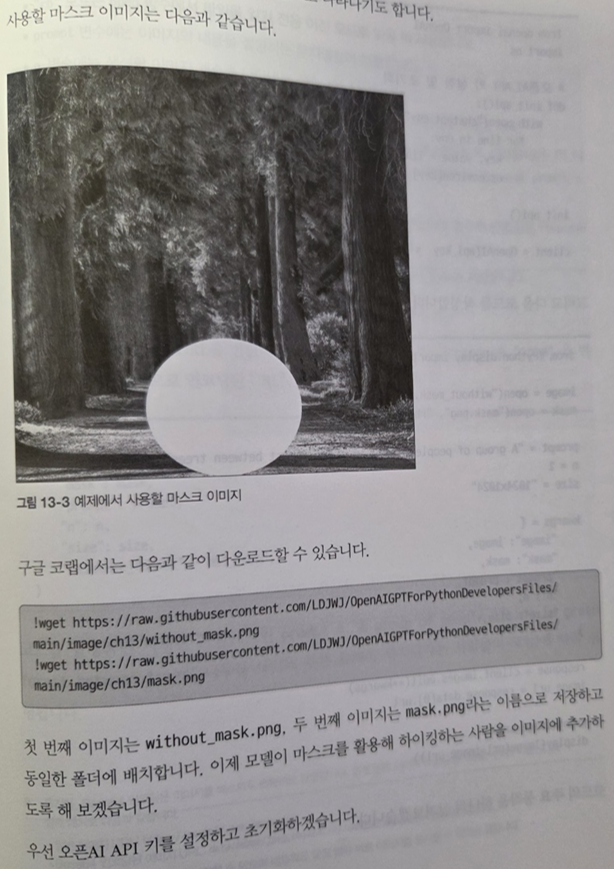 타나기도 합니다.
사용할 마스크 이미지는 다음과 같습니다.
그림 13-3 예제에서 사용할 마스크 이미지
구글 코랩에서는 다음과 같이 다운로드할 수 있습니다.
!wget https://raw.githubusercontent.com/LDJWJ/OpenAIGPTForPythonDevelopersFiles/
main/image/ch13/without_mask.png
!wget https://raw.githubusercontent.com/LDJWJ/OpenAIGPTForPythonDevelopersFiles/
main/image/ch13/mask.png
첫 번째 이미지는 without_mask.png, 두 번째 이미지는 mask.png라는 이름으로 저장하고
동일한 폴더에 배치합니다. 이제 모델이 마스크를 활용해 하이킹하는 사람을 이미지에 추가하
도록 해 보겠습니다.
우선 오픈AI API 키를 설정하고 초기화하겠습니다.